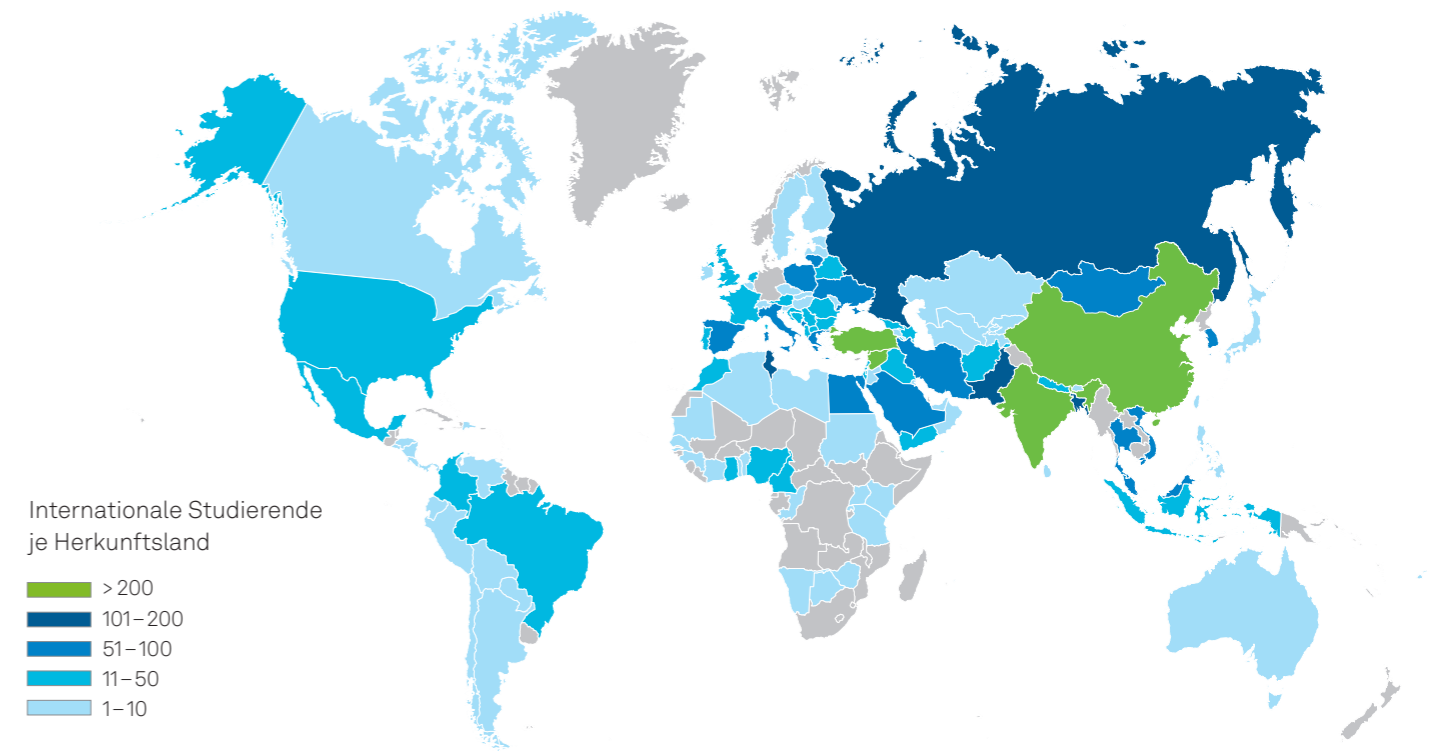 Internationale Studierende
je Herkunftsland
> 200
101–200
51–100
11–50
1–10